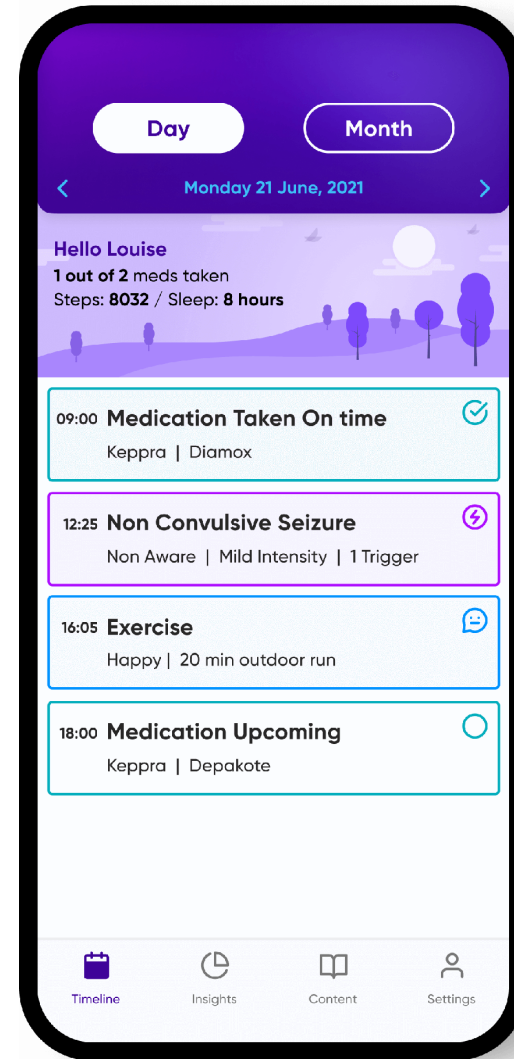 Day Month
Monday 21 June, 2021
Hello Louise
1 out of 2 meds taken
Steps: 8032 / Sleep: 8 hours
09:00 Medication Taken On time
Keppra | Diamox
12:25 Non Convulsive Seizure
Non Aware | Mild Intensity | 1 Trigger
16:05 Exercise
Happy | 20 min outdoor run
18:00 Medication Upcoming
Keppra | Depakote
Timeline Insights Content Settings